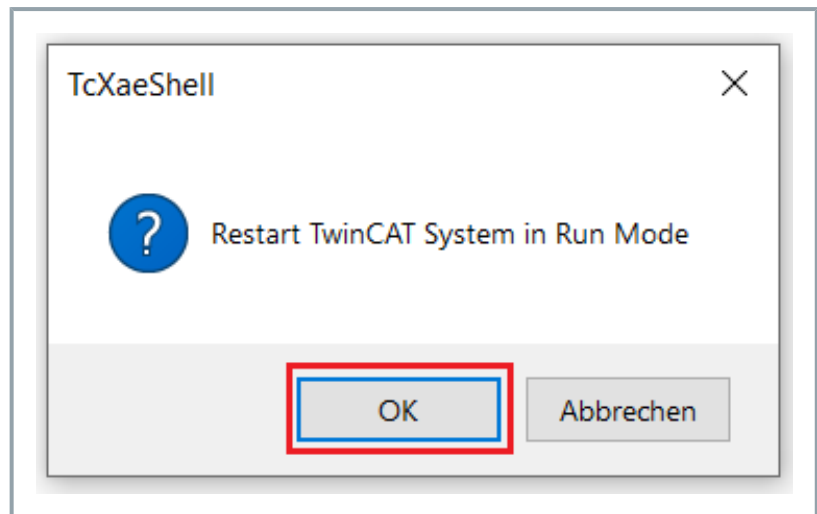 TcXaeShell
Restart TwinCAT System in Run Mode
OK
Abbrechen